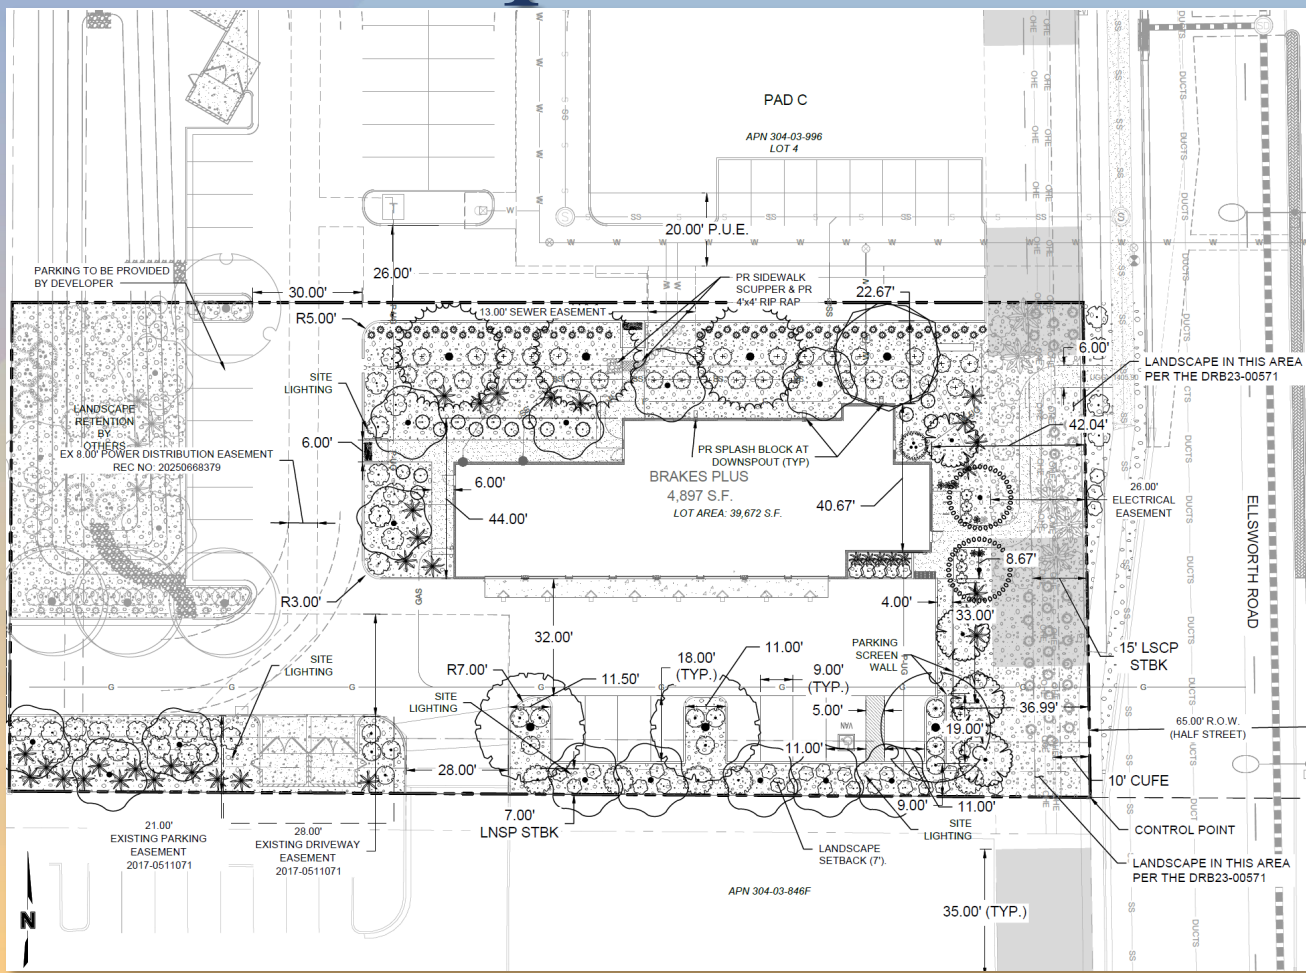 PAD C
APN 304-03-996
LOT 4
20.00' P.U.E.
26.00'
PARKING TO BE PROVIDED
BY DEVELOPER
30.00'
R5.00'
13.00' SEWER EASEMENT
PR SIDEWALK
SCUPPER & PR
4'x4' RIP RAP
22.67'
6.00'
LANDSCAPE IN THIS AREA
PER THE DRB23-00571
SITE
LIGHTING
LANDSCAPE
RETENTION
BY
OTHERS
42.04'
6.00'
EX 8.00' POWER DISTRIBUTION EASEMENT
REC NO: 20250668379
PR SPLASH BLOCK AT
DOWNSPOUT (TYP)
BRAKES PLUS
4,897 S.F.
LOT AREA: 39,672 S.F.
6.00'
44.00'
40.67'
26.00'
ELECTRICAL
EASEMENT
ELLSWORTH ROAD
8.67'
R3.00'
GAS
4.00'
33.00'
32.00'
PARKING
SCREEN
WALL
15' LSCP
STBK
SITE
LIGHTING
R7.00'
11.50'
18.00'
(TYP.)
11.00'
9.00'
(TYP.)
SITE
LIGHTING
5.00'
VAN
36.99'
19.00'
11.00'
65.00' R.O.W.
(HALF STREET)
28.00'
10' CUFE
7.00'
LNSP STBK
9.00'
11.00'
SITE
LIGHTING
CONTROL POINT
21.00'
EXISTING PARKING
EASEMENT
2017-0511071
28.00'
EXISTING DRIVEWAY
EASEMENT
2017-0511071
LANDSCAPE
SETBACK (7').
LANDSCAPE IN THIS AREA
PER THE DRB23-00571
APN 304-03-846F
35.00' (TYP.)
N